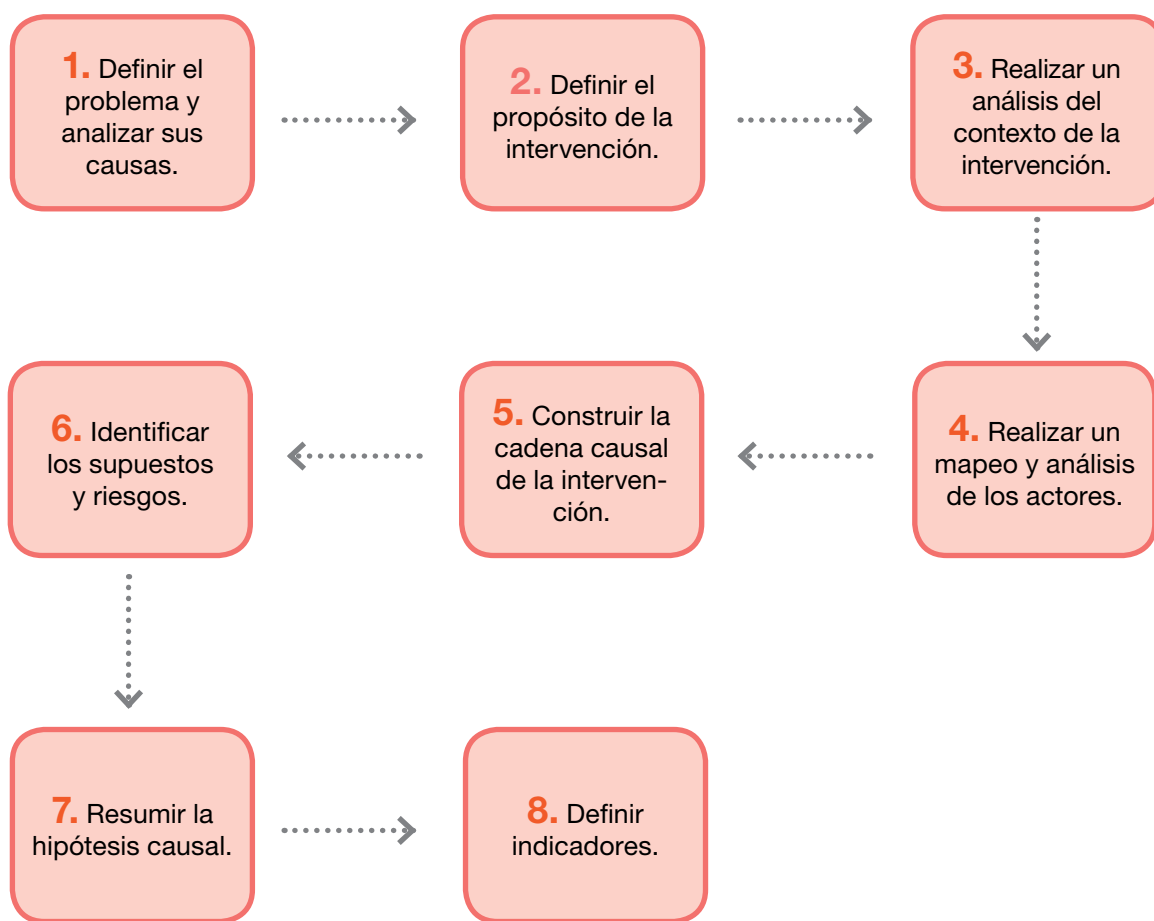 1. Definir el
problema y
analizar sus
causas.
2. Definir el
propósito de la
intervención.
3. Realizar un
análisis del
contexto de la
intervención.
4. Realizar un
mapeo y análisis
de los actores.
5. Construir la
cadena causal
de la interven-
ción.
6. Identificar
los supuestos
y riesgos.
7. Resumir la
hipótesis causal.
8. Definir
indicadores.